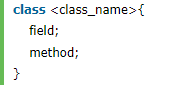 class <class_name>{
field;
method;
}